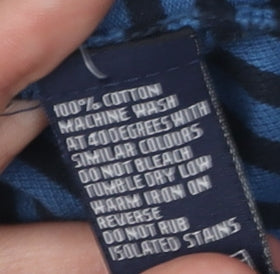 100% COTTON
MACHINE WASH
AT 40 DEGREES WITH
SIMILAR COLOURS
DO NOT BLEACH
TUMBLE DRY LOW
WARM IRON ON
REVERSE
DO NOT RUB
ISOLATED STAINS